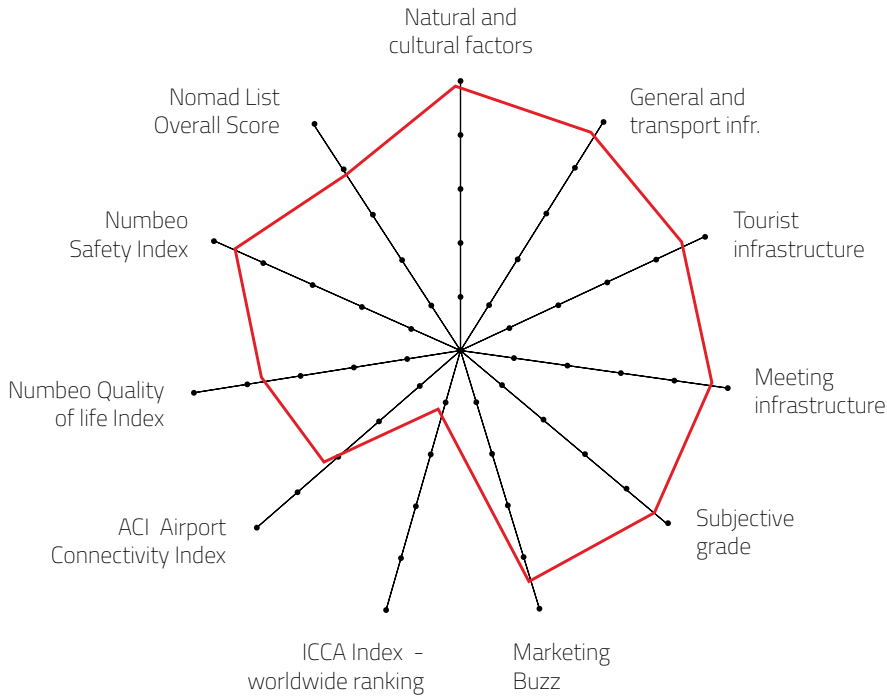 Natural and
cultural factors
General and
transport infr.
Tourist
infrastructure
Meeting
infrastructure
Subjective
grade
Marketing
Buzz
ICCA Index -
worldwide ranking
ACI Airport
Connectivity Index
Numbeo Quality
of life Index
Numbeo
Safety Index
Nomad List
Overall Score